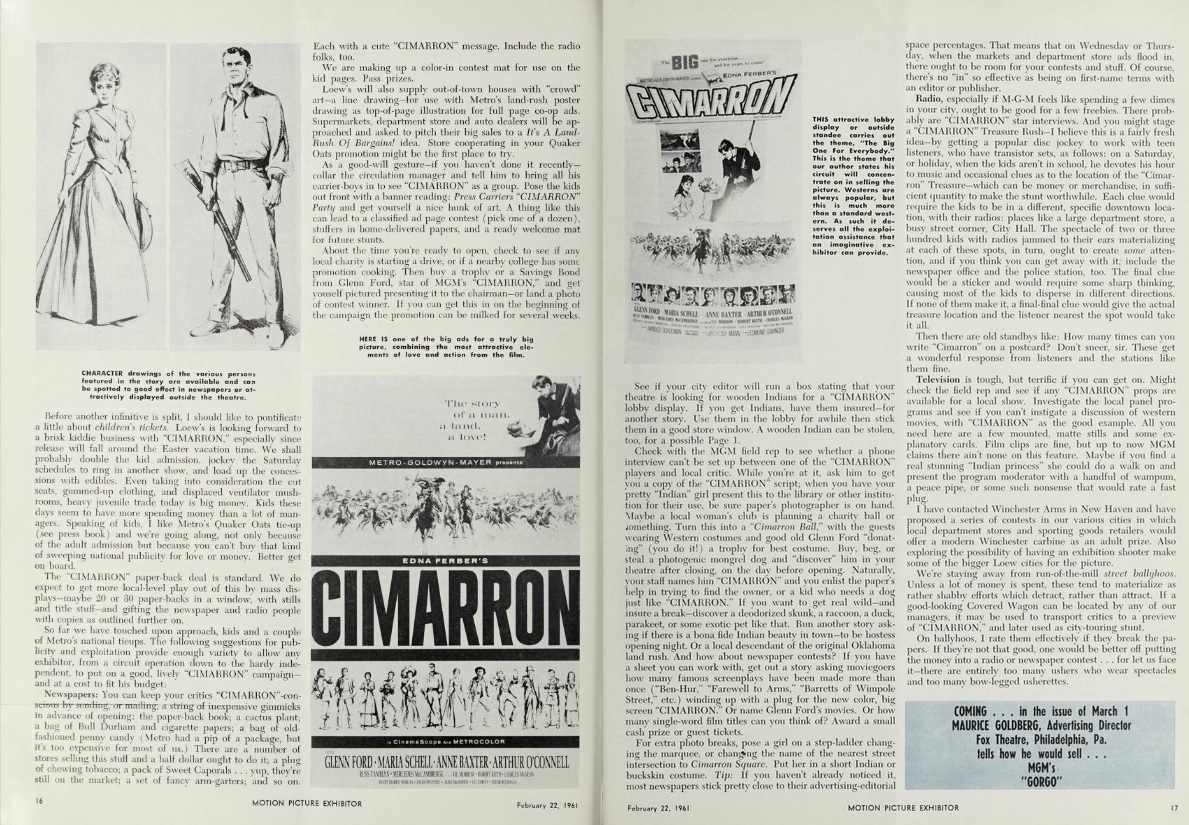 CHARACTER drawings of the various persons
featured in the story are available and can
be spotted to good effect in newspapers or at-
tractively displayed outside the theatre.
Before another infinitive is split, I should like to pontificate
a little about children's tickets. Loew's is looking forward to
a brisk kiddie business with "CIMARRON," especially since
release will fall around the Easter vacation time. We shall
probably double the kid admission, jockey the Saturday
schedules to ring in another show, and load up the conces-
sions with edibles. Even taking into consideration the cut
seats, gummed-up clothing, and displaced ventilator mush-
rooms, heavy juvenile trade today is big money. Kids these
days seem to have more spending money than a lot of man-
agers. Speaking of kids, I like Metro's Quaker Oats tie-up
(see press book) and we're going along, not only because
of the adult admission but because you can't buy that kind
of sweeping national publicity for love or money. Better get
on board.
The "CIMARRON" paper-back deal is standard. We do
expect to get more local-level play out of this by mass dis-
plays—maybe 20 or 30 paper-backs in a window, with stills
and title stuff—and gifting the newspaper and radio people
with copies as outlined further on.
So far we have touched upon approach, kids and a couple
of Metro's national tieups. The following suggestions for pub-
licity and exploitation provide enough variety to allow any
exhibitor, from a circuit operation down to the hardy inde-
pendent, to put on a good, lively "CIMARRON" campaign—
and at a cost to fit his budget:
Newspapers: You can keep your critics "CIMARRON"-con-
scious by sending, or mailing, a string of inexpensive gimmicks
in advance of opening: the paper-back book; a cactus plant;
a bag of Bull Durham and cigarette papers; a bag of old-
fashioned penny candy (Metro had a pip of a package, but
it's too expensive for most of us.) There are a number of
stores selling this stuff and a half dollar ought to do it; a plug
of chewing tobacco; a pack of Sweet Caporals . . . yup, they're
still on the market; a set of fancy arm-garters; and so on.
Each with a cute "CIMARRON" message. Include the radio
folks, too.
We are making up a color-in contest mat for use on the
kid pages. Pass prizes.
Loew's will also supply out-of-town houses with "crowd"
art—a line drawing—for use with Metro's land-rush poster
drawing as top-of-page illustration for full page co-op ads.
Supermarkets, department store and auto dealers will be ap-
proached and asked to pitch their big sales to a It's A Land-
Rush Of Bargains! idea. Store cooperating in your Quaker
Oats promotion might be the first place to try.
As a good-will gesture—if you haven't done it recently—
collar the circulation manager and tell him to bring all his
carrier-boys in to see "CIMARRON" as a group. Pose the kids
out front with a banner reading: Press Carriers "CIMARRON"
Party and get yourself a nice hunk of art. A thing like this
can lead to a classified ad page contest (pick one of a dozen),
stuffers in home-delivered papers, and a ready welcome mat
for future stunts.
About the time you're ready to open, check to see if any
local charity is starting a drive, or if a nearby college has some
promotion cooking. Then buy a trophy or a Savings Bond
from Glenn Ford, star of MGM's "CIMARRON," and get
youself pictured presenting it to the chairman—or land a photo
of contest winner. If you can get this in on the beginning of
the campaign the promotion can be milked for several weeks.
HERE IS one of the big ads for a truly big
picture, combining the most attractive ele-
ments of love and action from the film.
The story
of a man,
a land,
a love!
METRO-GOLDWYN-MAYER presents
EDNA FERBER'S
CIMARRON
in CinemaScope And METROCOLOR
GLENN FORD · MARIA SCHELL · ANNE BAXTER · ARTHUR O'CONNELL
RUSS TAMBLYN · MERCEDES McCAMBRIDGE · VIC MORROW · ROBERT KEITH · CHARLES McGRAW
16
MOTION PICTURE EXHIBITOR
February 22, 1961
The BIG one for everyone . . .
and for years to come!
METRO-GOLDWYN-MAYER presents EDNA FERBER'S
CIMARRON
GLENN FORD · MARIA SCHELL · ANNE BAXTER · ARTHUR O'CONNELL
THIS attractive lobby
display or outside
standee carries out
the theme, "The Big
One For Everybody."
This is the theme that
our author states his
circuit will concen-
trate on in selling the
picture. Westerns are
always popular, but
this is much more
than a standard west-
ern. As such it de-
serves all the exploi-
tation assistance that
an imaginative ex-
hibitor can provide.
See if your city editor will run a box stating that your
theatre is looking for wooden Indians for a "CIMARRON"
lobby display. If you get Indians, have them insured—for
another story. Use them in the lobby for awhile then stick
them in a good store window. A wooden Indian can be stolen,
too, for a possible Page 1.
Check with the M-G-M field rep to see whether a phone
interview can't be set up between one of the "CIMARRON"
players and local critic. While you're at it, ask him to get
you a copy of the "CIMARRON" script; when you have your
pretty "Indian" girl present this to the library or other institu-
tion for their use, be sure paper's photographer is on hand.
Maybe a local woman's club is planning a charity ball or
something. Turn this into a "Cimarron Ball," with the guests
wearing Western costumes and good old Glenn Ford "donat-
ing" (you do it!) a trophy for best costume. Buy, beg, or
steal a photogenic mongrel dog and "discover" him in your
theatre after closing, on the day before opening. Naturally,
your staff names him "CIMARRON" and you enlist the paper's
help in trying to find the owner, or a kid who needs a dog
just like "CIMARRON." If you want to get real wild—and
insure a break—discover a deodorized skunk, a raccoon, a duck,
parakeet, or some exotic pet like that. Run another story ask-
ing if there is a bona fide Indian beauty in town—to be hostess
opening night. Or a local descendant of the original Oklahoma
land rush. And how about newspaper contests? If you have
a sheet you can work with, get out a story asking moviegoers
how many famous screenplays have been made more than
once ("Ben-Hur," "Farewell to Arms," "Barretts of Wimpole
Street," etc.) winding up with a plug for the new color, big
screen "CIMARRON." Or name Glenn Ford's movies. Or how
many single-word film titles can you think of? Award a small
cash prize or guest tickets.
For extra photo breaks, pose a girl on a step-ladder chang-
ing the marquee, or changing the name of the nearest street
intersection to Cimarron Square. Put her in a short Indian or
buckskin costume. Tip: If you haven't already noticed it,
most newspapers stick pretty close to their advertising-editorial
space percentages. That means that on Wednesday or Thurs-
day, when the markets and department store ads flood in,
there ought to be room for your contests and stuff. Of course,
there's no "in" so effective as being on first-name terms with
an editor or publisher.
Radio, especially if M-G-M feels like spending a few dimes
in your city, ought to be good for a few freebies. There prob-
ably are "CIMARRON" star interviews. And you might stage
a "CIMARRON" Treasure Rush—I believe this is a fairly fresh
idea—by getting a popular disc jockey to work with teen
listeners, who have transistor sets, as follows: on a Saturday,
or holiday, when the kids aren't in school, he devotes his hour
to music and occasional clues as to the location of the "Cimar-
ron" Treasure—which can be money or merchandise, in suffi-
cient quantity to make the stunt worthwhile. Each clue would
require the kids to be in a different, specific downtown loca-
tion, with their radios: places like a large department store, a
busy street corner, City Hall. The spectacle of two or three
hundred kids with radios jammed to their ears materializing
at each of these spots, in turn, ought to create some atten-
tion, and if you think you can get away with it, include the
newspaper office and the police station, too. The final clue
would be a sticker and would require some sharp thinking,
causing most of the kids to disperse in different directions.
If none of them make it, a final-final clue would give the actual
treasure location and the listener nearest the spot would take
it all.
Then there are old standbys like: How many times can you
write "Cimarron" on a postcard? Don't sneer, sir. These get
a wonderful response from listeners and the stations like
them fine.
Television is tough, but terrific if you can get on. Might
check the field rep and see if any "CIMARRON" props are
available for a local show. Investigate the local panel pro-
grams and see if you can't instigate a discussion of western
movies, with "CIMARRON" as the good example. All you
need here are a few mounted, matte stills and some ex-
planatory cards. Film clips are fine, but up to now MGM
claims there ain't none on this feature. Maybe if you find a
real stunning "Indian princess" she could do a walk on and
present the program moderator with a handful of wampum,
a peace pipe, or some such nonsense that would rate a fast
plug.
I have contacted Winchester Arms in New Haven and have
proposed a series of contests in our various cities in which
local department stores and sporting goods retailers would
offer a modern Winchester carbine as an adult prize. Also
exploring the possibility of having an exhibition shooter make
some of the bigger Loew cities for the picture.
We're staying away from run-of-the-mill street ballyhoos.
Unless a lot of money is spent, these tend to materialize as
rather shabby efforts which detract, rather than attract. If a
good-looking Covered Wagon can be located by any of our
managers, it may be used to transport critics to a preview
of "CIMARRON," and later used as city-touring stunt.
On ballyhoos, I rate them effectively if they break the pa-
pers. If they're not that good, one would be better off putting
the money into a radio or newspaper contest . . . for let us face
it—there are entirely too many ushers who wear spectacles
and too many bow-legged usherettes.
COMING . . . in the issue of March 1
MAURICE GOLDBERG, Advertising Director
Fox Theatre, Philadelphia, Pa.
Tells how he would sell . . .
MGM's
"GORGO"
February 22, 1961
MOTION PICTURE EXHIBITOR
17